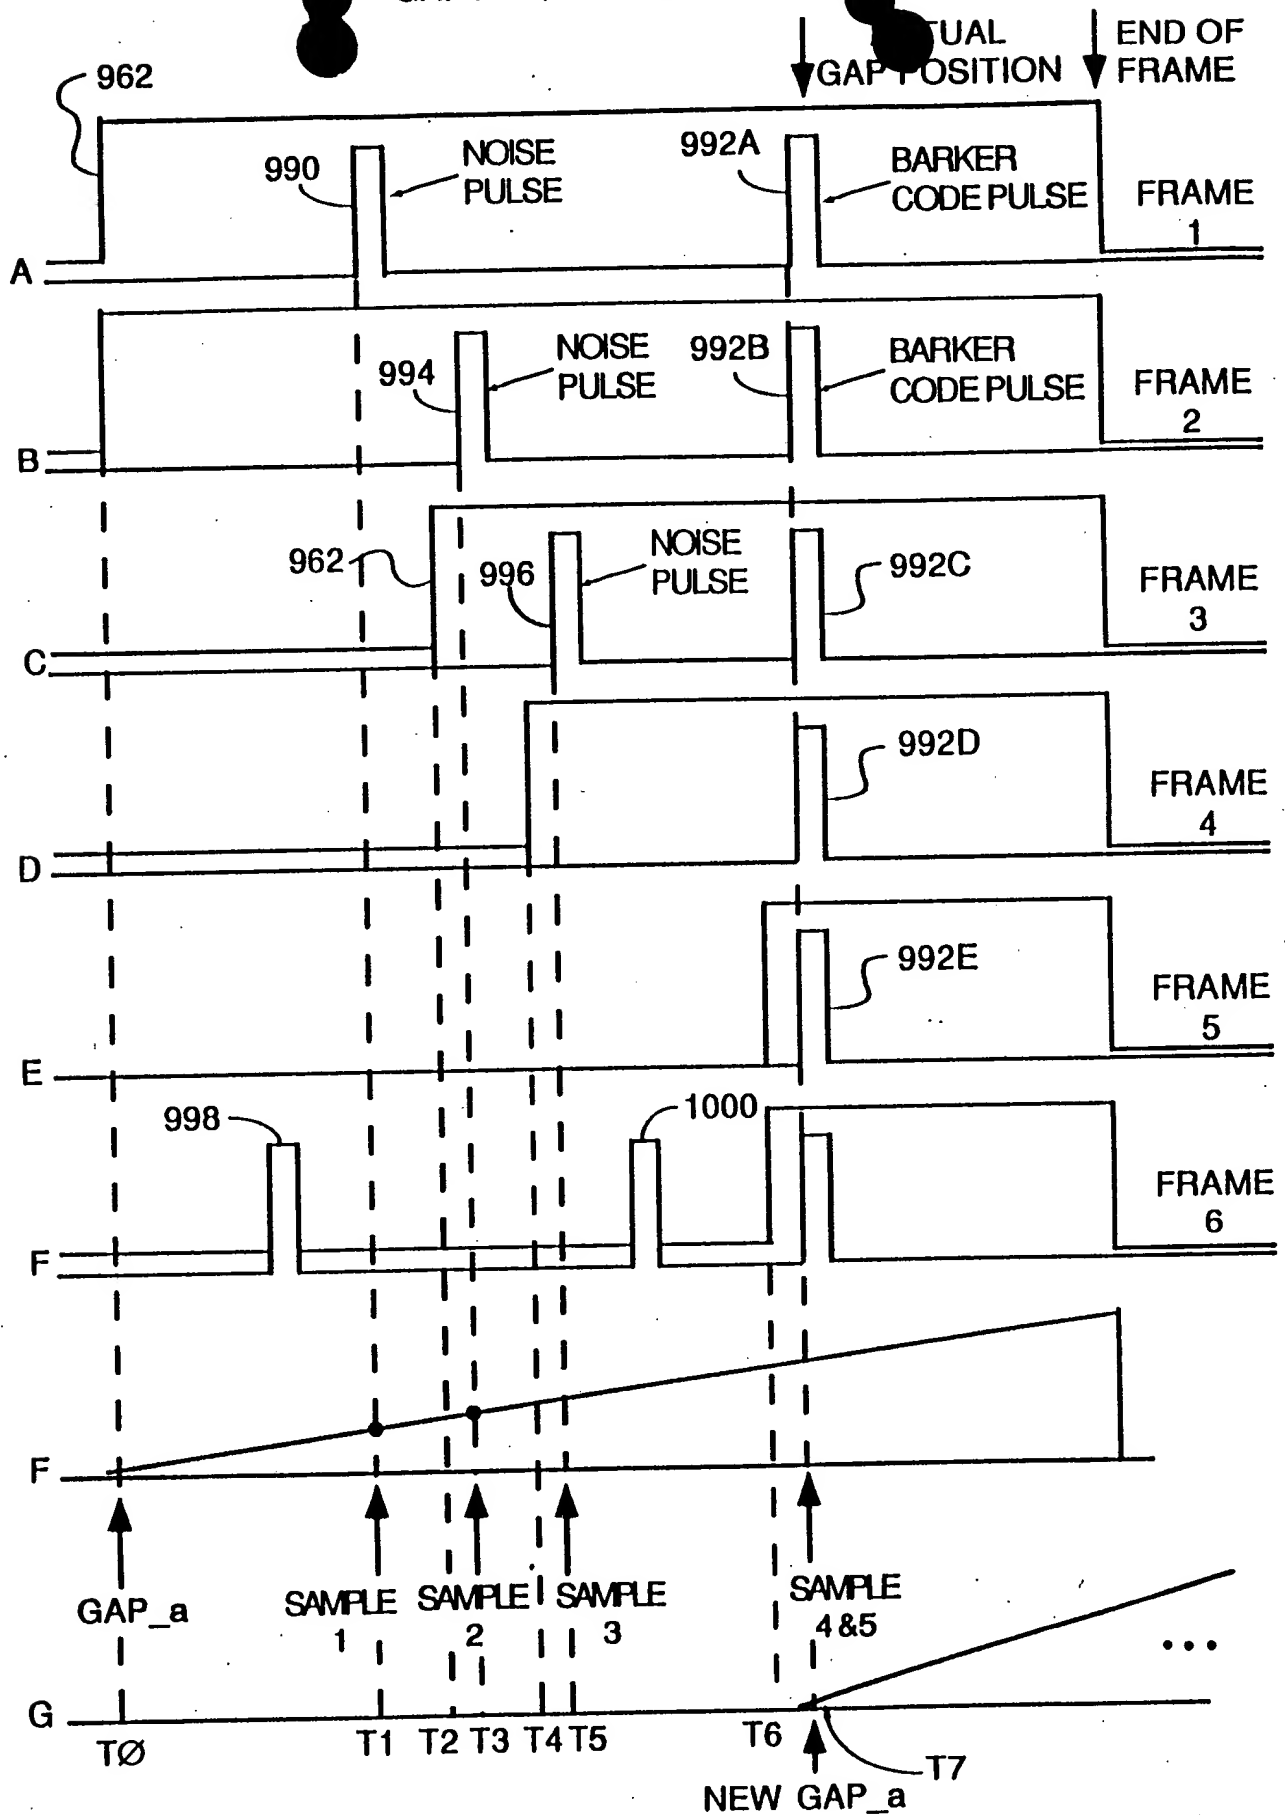 END OF
GAP POSITION
FRAME
962
990
NOISE
PULSE
992A
BARKER
CODE PULSE
FRAME
1
A
994
NOISE
PULSE
992B
BARKER
CODE PULSE
FRAME
2
B
962
996
NOISE
PULSE
992C
FRAME
3
C
992D
FRAME
4
D
992E
FRAME
5
E
998
1000
FRAME
6
F
F
GAP_a
SAMPLE
1
SAMPLE
2
SAMPLE
3
SAMPLE
4&5
...
G
TØ
T1
T2
T3
T4
T5
T6
T7
NEW GAP_a